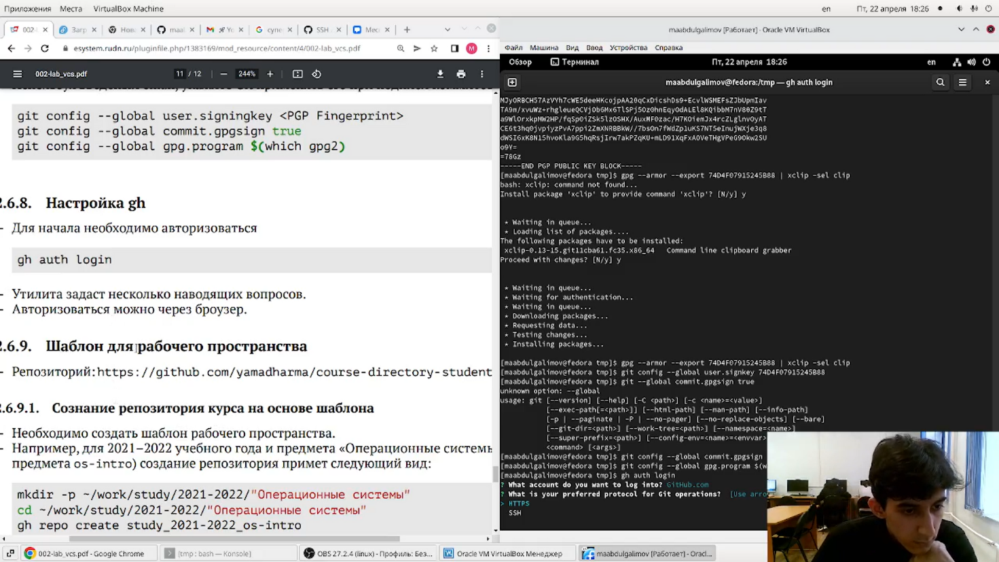 Приложения Места VirtualBox Machine en Пт, 22 апреля 18:26
002- Загр Нова maal Yo супе SSH Месс
esystem.rudn.ru/pluginfile.php/1383169/mod_resource/content/4/002-lab_vcs.pdf M
002-lab_vcs.pdf 11 / 12 244%
git config --global user.signingkey <PGP Fingerprint>
git config --global commit.gpgsign true
git config --global gpg.program $(which gpg2)
2.6.8. Настройка gh
- Для начала необходимо авторизоваться
gh auth login
- Утилита задаст несколько наводящих вопросов.
- Авторизоваться можно через броузер.
2.6.9. Шаблон для рабочего пространства
- Репозиторий:https://github.com/yamadharma/course-directory-student
2.6.9.1. Сознание репозитория курса на основе шаблона
- Необходимо создать шаблон рабочего пространства.
- Например, для 2021–2022 учебного года и предмета «Операционные систем
предмета os-intro) создание репозитория примет следующий вид:
mkdir -p ~/work/study/2021-2022/"Операционные системы"
cd ~/work/study/2021-2022/"Операционные системы"
gh repo create study_2021-2022_os-intro
maabdulgalimov [Работает] - Oracle VM VirtualBox
Файл Машина Вид Ввод Устройства Справка
Обзор Терминал Пт, 22 апреля 18:26 en
maabdulgalimov@fedora:/tmp — gh auth login
o9Y=
=78Gz
-----END PGP PUBLIC KEY BLOCK-----
[maabdulgalimov@fedora tmp]$ gpg --armor --export 74D4F07915245B88 | xclip -sel clip
bash: xclip: command not found...
Install package 'xclip' to provide command 'xclip'? [N/y] y
* Waiting in queue...
* Loading list of packages....
The following packages have to be installed:
xclip-0.13-15.git11cba61.fc35.x86_64 Command line clipboard grabber
Proceed with changes? [N/y] y
* Waiting in queue...
* Waiting for authentication...
* Waiting in queue...
* Downloading packages...
* Requesting data...
* Testing changes...
* Installing packages...
[maabdulgalimov@fedora tmp]$ gpg --armor --export 74D4F07915245B88 | xclip -sel clip
[maabdulgalimov@fedora tmp]$ git config --global user.signkey 74D4F07915245B88
[maabdulgalimov@fedora tmp]$ git --global commit.gpgsign true
unknown option: --global
usage: git [--version] [--help] [-C <path>] [-c <name>=<value>]
[--exec-path[=<path>]] [--html-path] [--man-path] [--info-path]
[-p | --paginate | -P | --no-pager] [--no-replace-objects] [--bare]
[--git-dir=<path>] [--work-tree=<path>] [--namespace=<name>]
[--super-prefix=<path>] [--config-env=<name>=<envvar>
<command> [<args>]
[maabdulgalimov@fedora tmp]$ git config --global commit.gpgsign
[maabdulgalimov@fedora tmp]$ git config --global gpg.program $(w
[maabdulgalimov@fedora tmp]$ gh auth login
? What account do you want to log into? GitHub.com
? What is your preferred protocol for Git operations? [Use arro
> HTTPS
SSH
002-lab_vcs.pdf - Google Chrome [tmp : bash — Konsole] OBS 27.2.4 (linux) - Профиль: Без... Oracle VM VirtualBox Менеджер maabdulgalimov [Работает] - Orac...